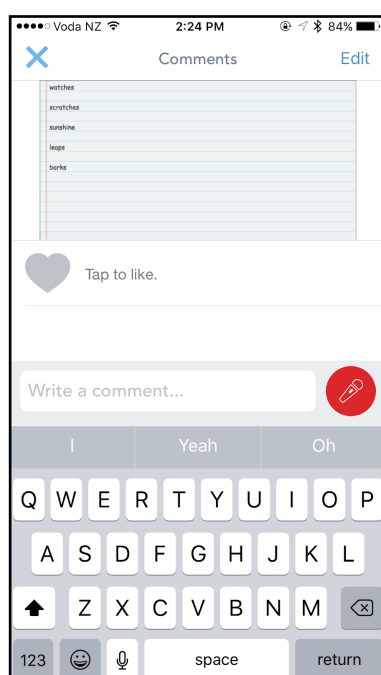 Voda NZ 2:24 PM 84%
Comments Edit
watches
scratches
sunshine
leaps
barks
Tap to like.
Write a comment...
I Yeah Oh
Q W E R T Y U I O P
A S D F G H J K L
Z X C V B N M
123 space return